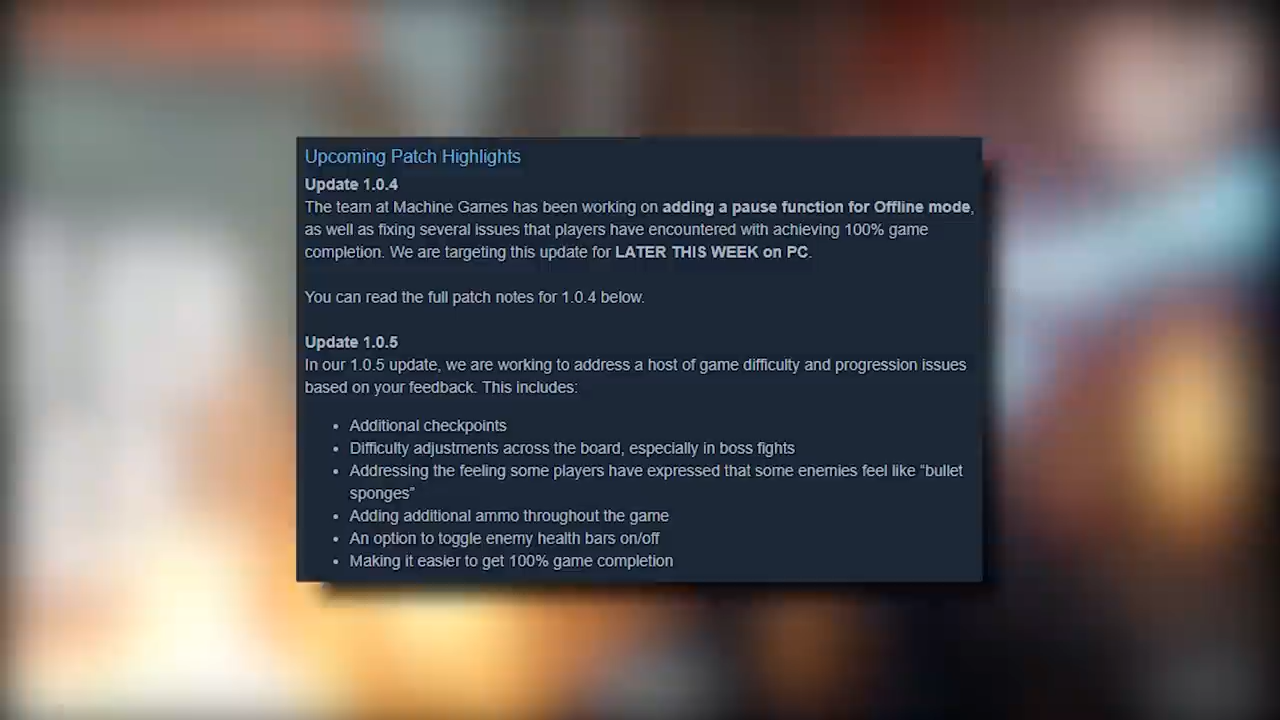 Upcoming Patch Highlights
Update 1.0.4
The team at Machine Games has been working on adding a pause function for Offline mode,
as well as fixing several issues that players have encountered with achieving 100% game
completion. We are targeting this update for LATER THIS WEEK on PC.
You can read the full patch notes for 1.0.4 below.
Update 1.0.5
In our 1.0.5 update, we are working to address a host of game difficulty and progression issues
based on your feedback. This includes:
• Additional checkpoints
• Difficulty adjustments across the board, especially in boss fights
• Addressing the feeling some players have expressed that some enemies feel like “bullet
sponges”
• Adding additional ammo throughout the game
• An option to toggle enemy health bars on/off
• Making it easier to get 100% game completion